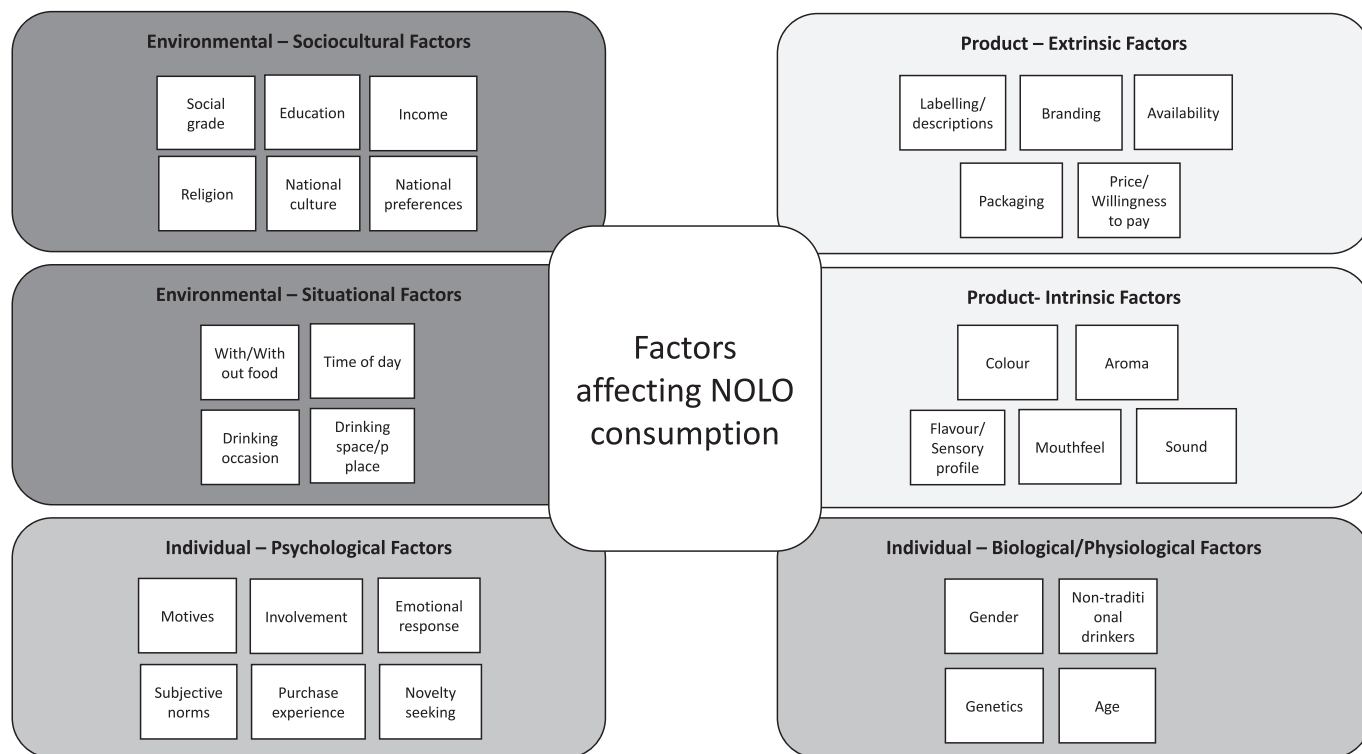 Environmental – Sociocultural Factors
Social
grade
Education
Income
Religion
National
culture
National
preferences
Product – Extrinsic Factors
Labelling/
descriptions
Branding
Availability
Packaging
Price/
Willingness
to pay
Environmental – Situational Factors
With/With
out food
Time of day
Drinking
occasion
Drinking
space/p
place
Factors
affecting NOLO
consumption
Product- Intrinsic Factors
Colour
Aroma
Flavour/
Sensory
profile
Mouthfeel
Sound
Individual – Psychological Factors
Motives
Involvement
Emotional
response
Subjective
norms
Purchase
experience
Novelty
seeking
Individual – Biological/Physiological Factors
Gender
Non-traditi
onal
drinkers
Genetics
Age